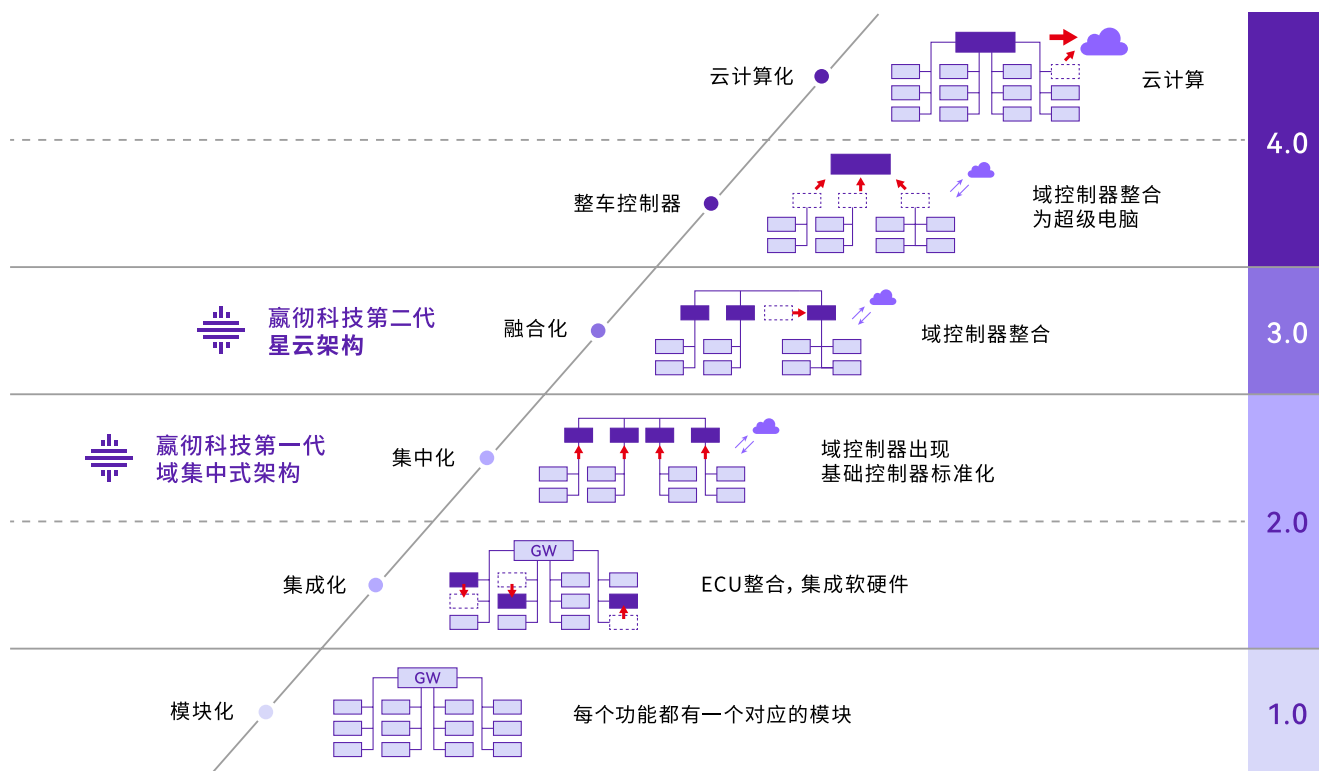 云计算化
云计算
4.0
整车控制器
域控制器整合
为超级电脑
嬴彻科技第二代
星云架构
融合化
域控制器整合
3.0
嬴彻科技第一代
域集中式架构
集中化
域控制器出现
基础控制器标准化
2.0
GW
集成化
ECU整合，集成软硬件
GW
模块化
每个功能都有一个对应的模块
1.0